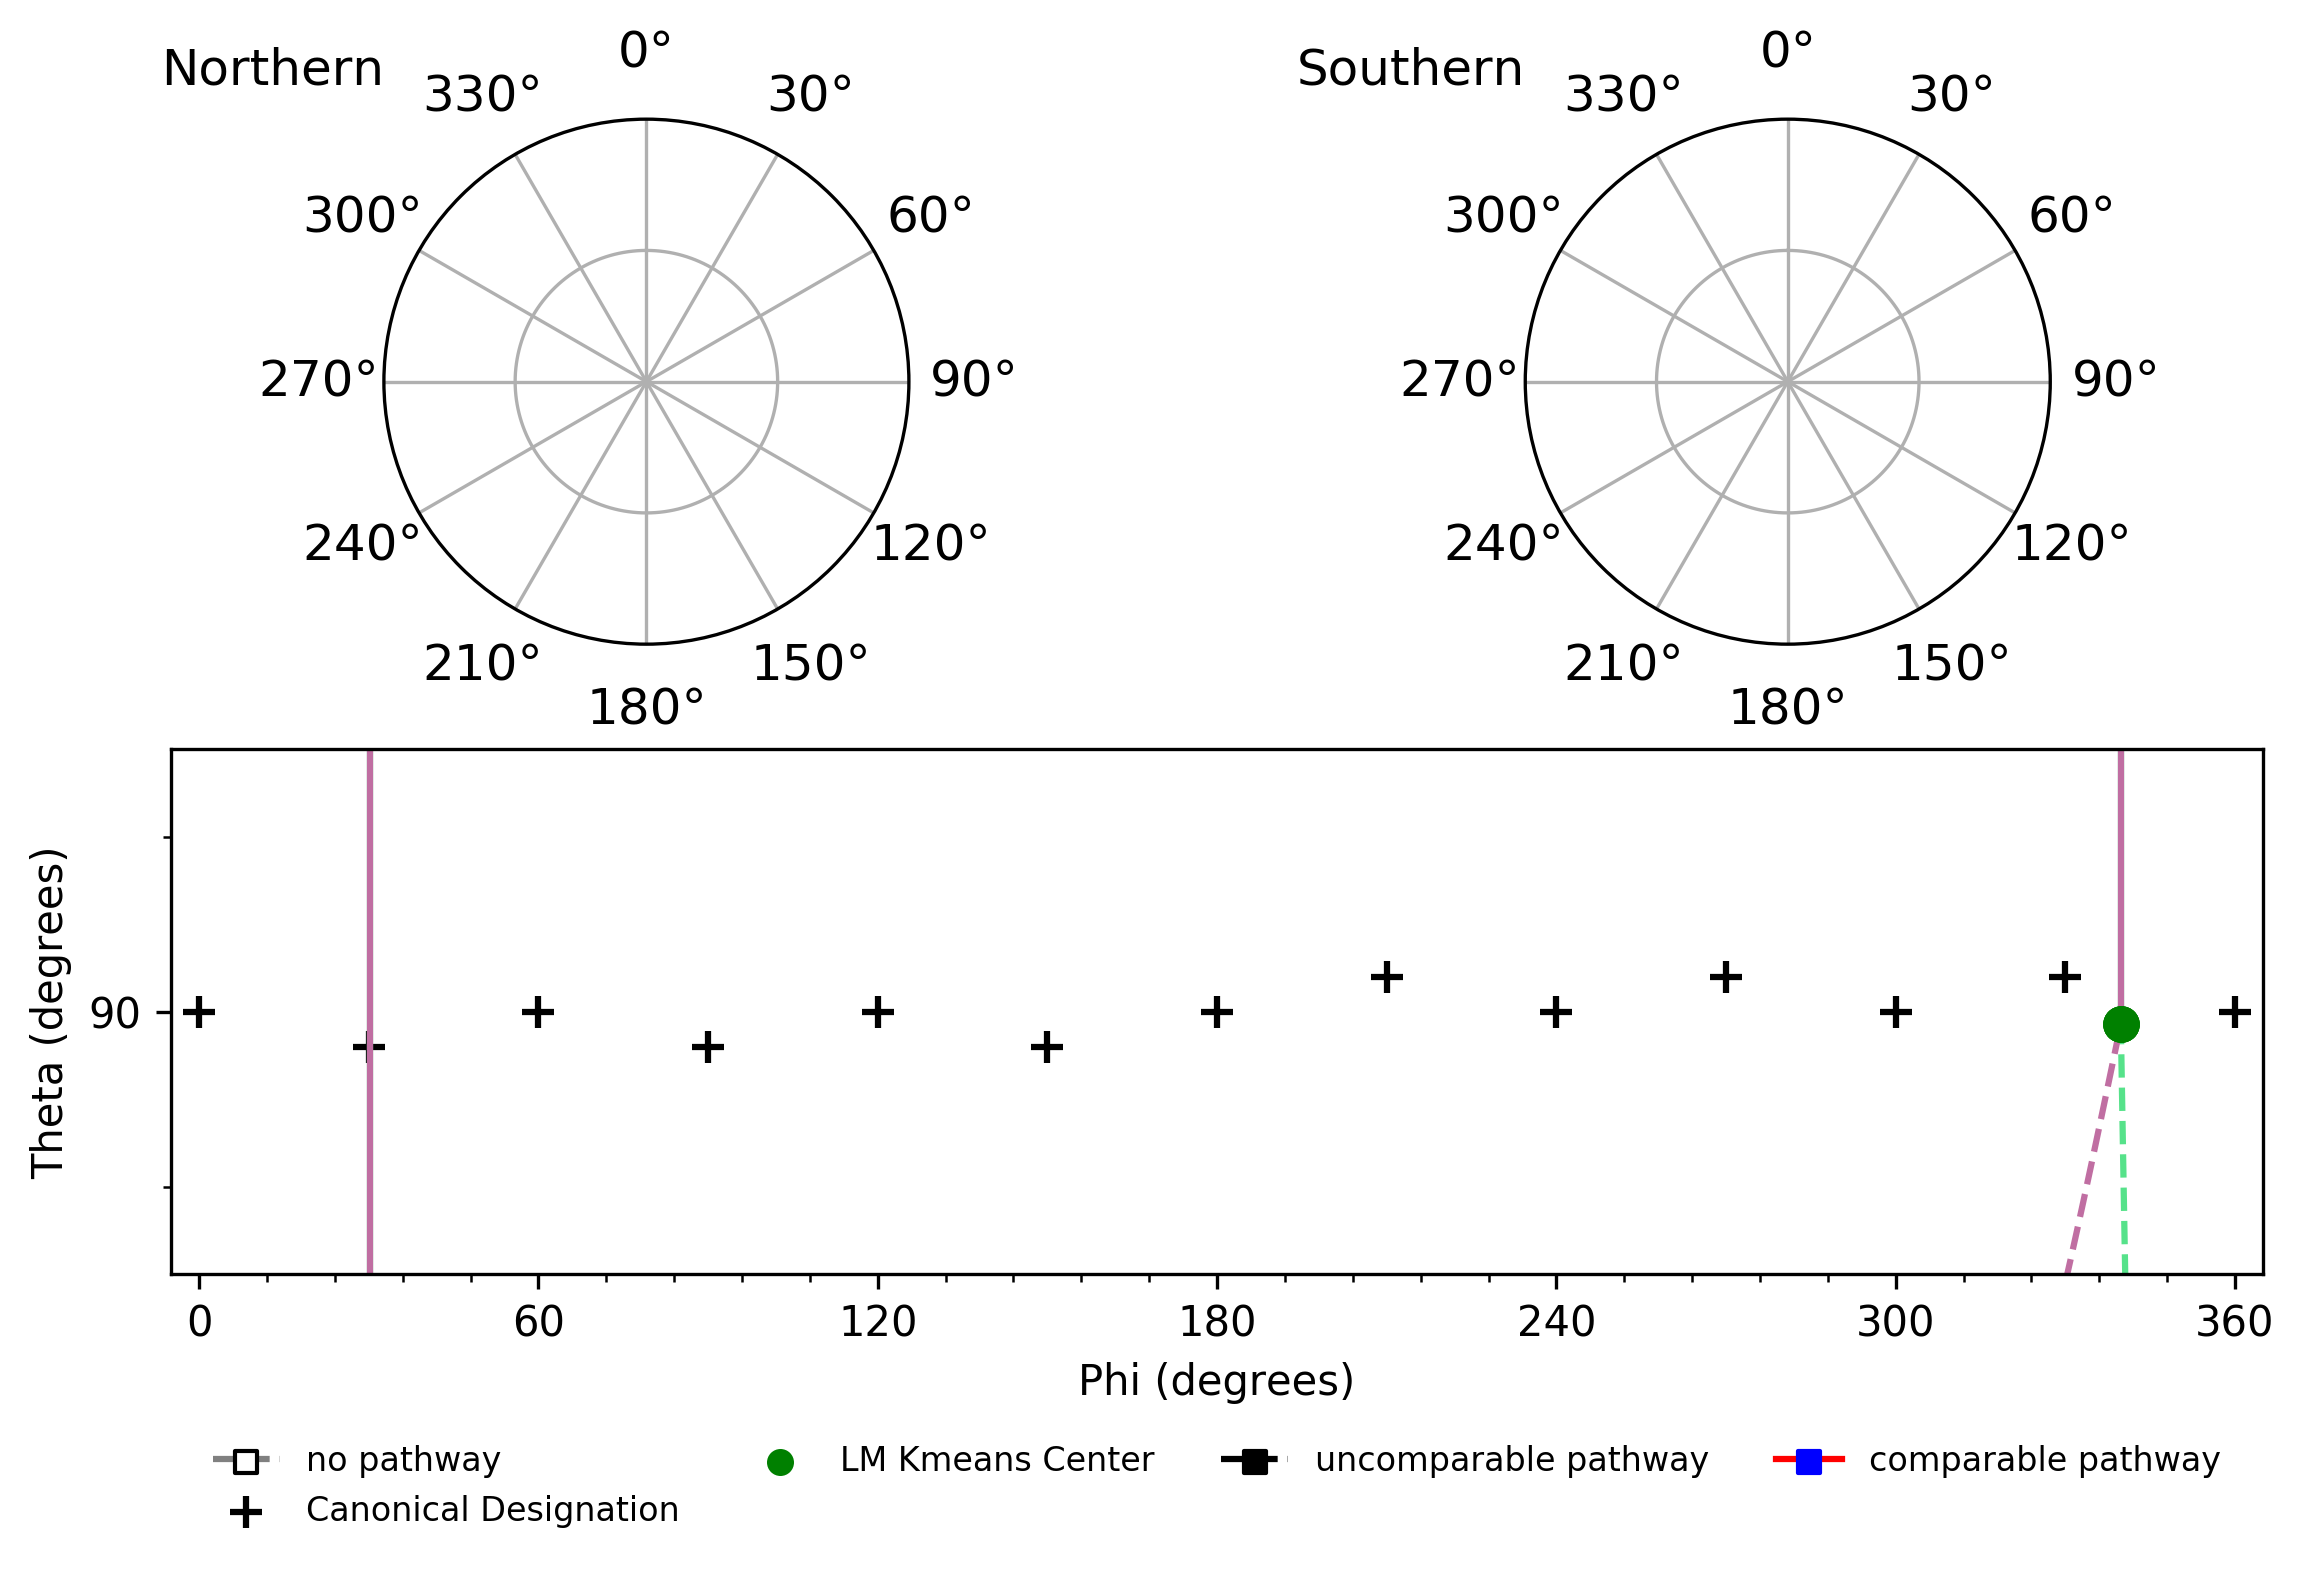 Northern
0°
330°
30°
300°
60°
270°
90°
240°
120°
210°
150°
180°
Southern
0°
330°
30°
300°
60°
270°
90°
240°
120°
210°
150°
180°
Theta (degrees)
90
0 60 120 180 240 300 360
Phi (degrees)
no pathway
Canonical Designation
LM Kmeans Center
uncomparable pathway
comparable pathway